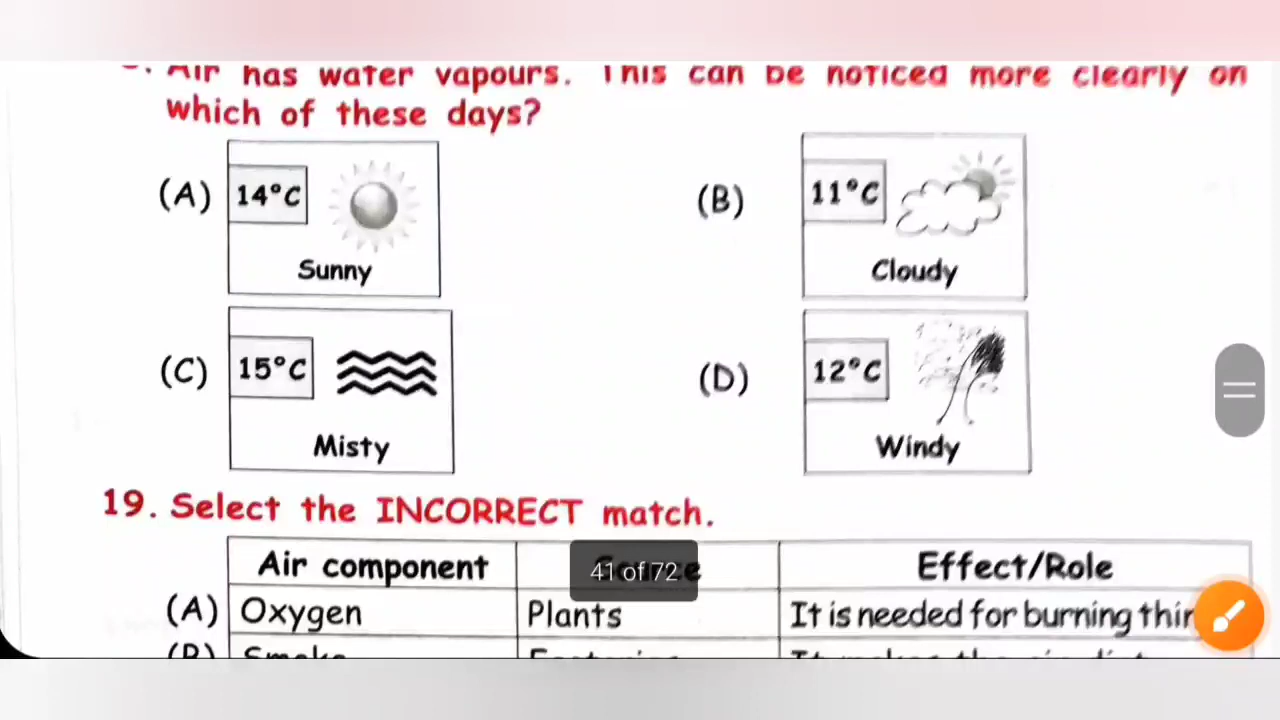 Air has water vapours. This can be noticed more clearly on
which of these days?
(A) 14°C
Sunny
(B) 11°C
Cloudy
(C) 15°C
Misty
(D) 12°C
Windy
19. Select the INCORRECT match.
Air component Effect/Role
41 of 72
(A) Oxygen Plants It is needed for burning
(B) Smoke